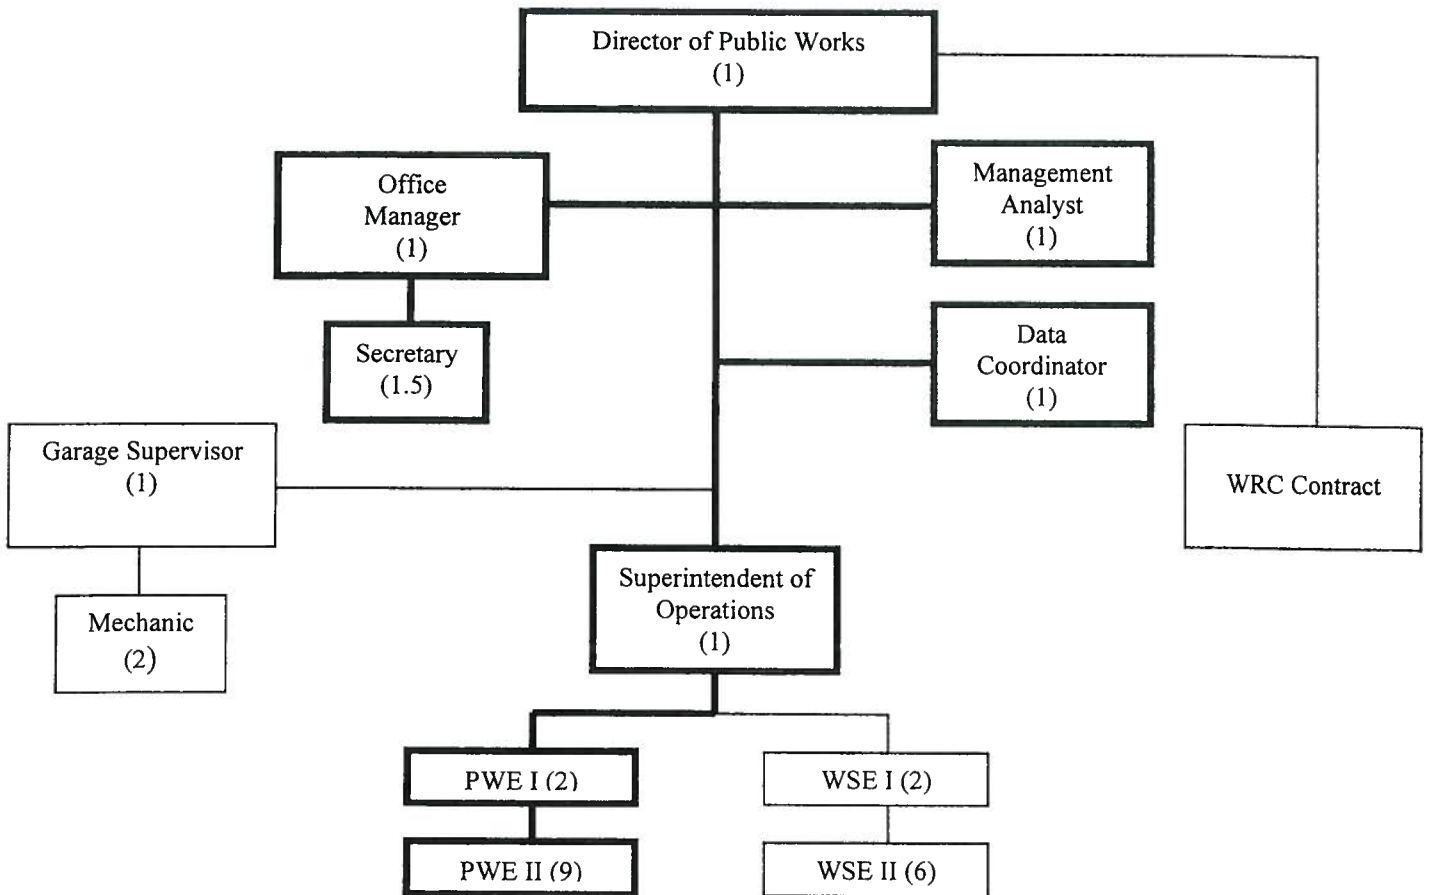 Director of Public Works
(1)
Office
Manager
(1)
Management
Analyst
(1)
Secretary
(1.5)
Data
Coordinator
(1)
Garage Supervisor
(1)
WRC Contract
Superintendent of
Operations
(1)
Mechanic
(2)
PWE I (2)
WSE I (2)
PWE II (9)
WSE II (6)